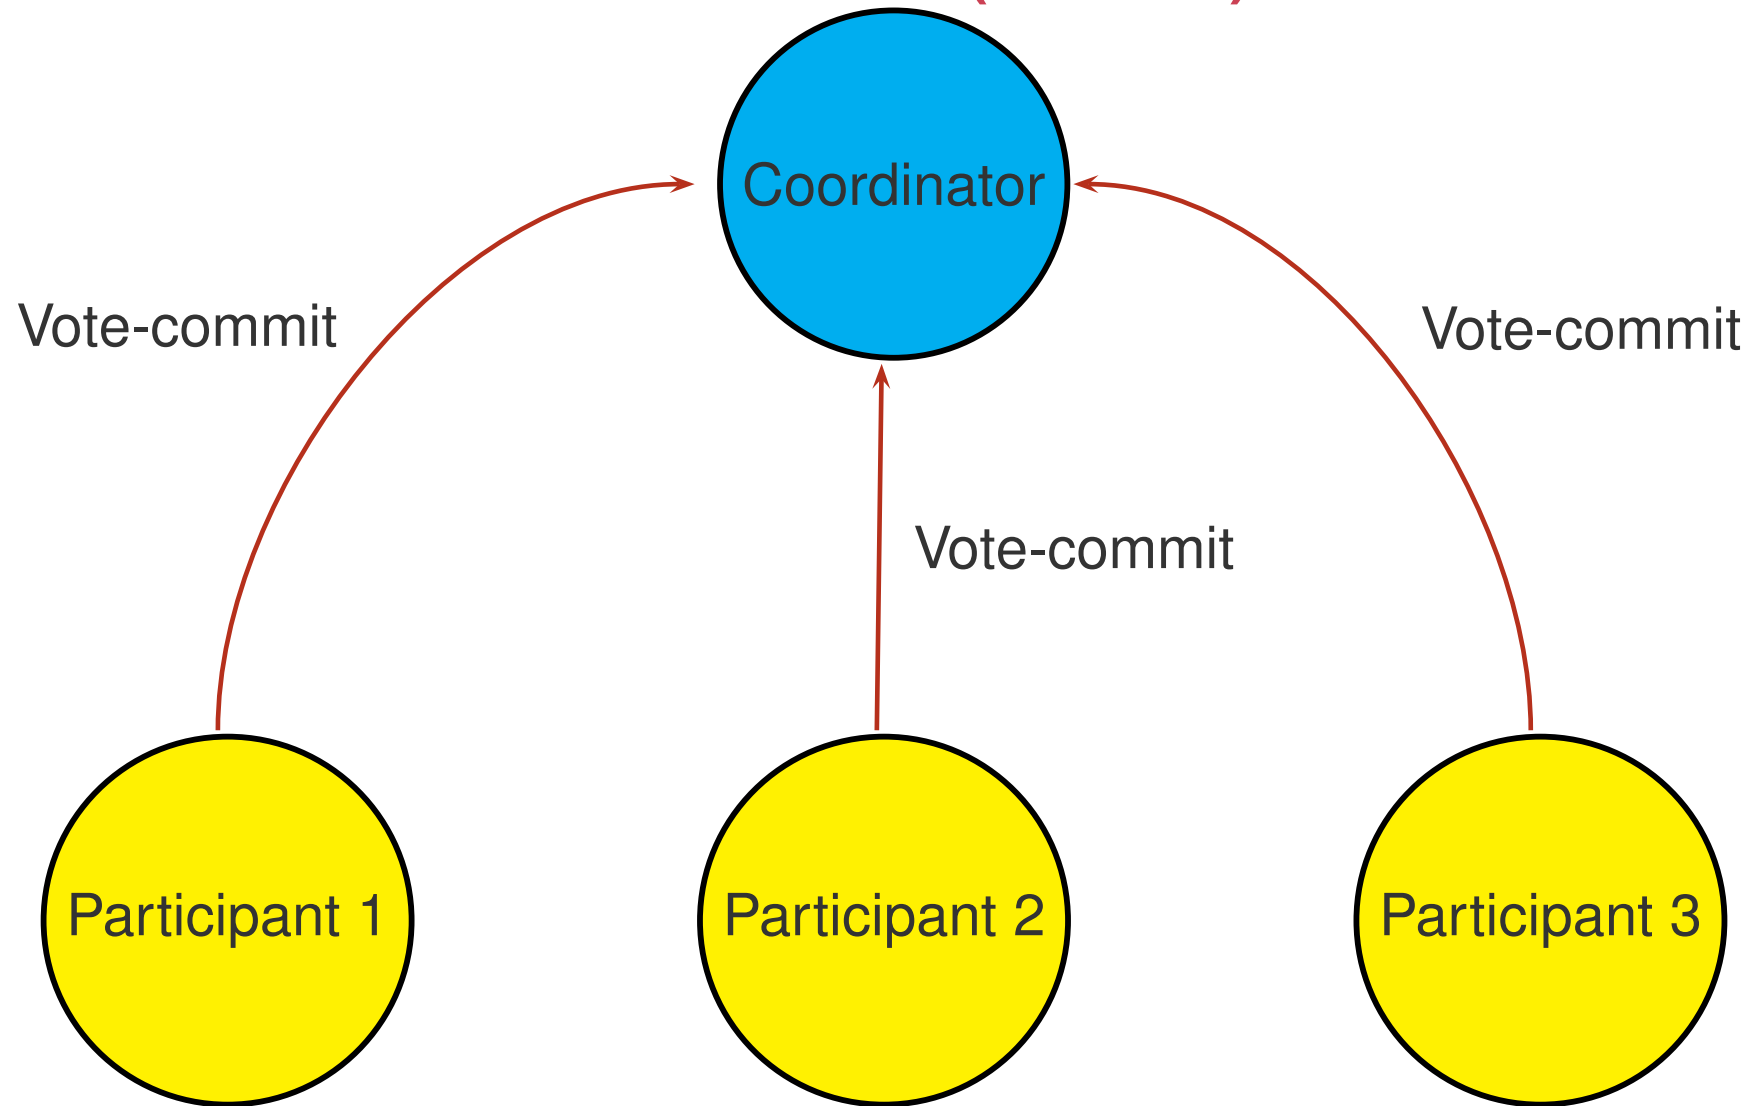 Coordinator
Vote-commit
Vote-commit
Vote-commit
Participant 1
Participant 2
Participant 3